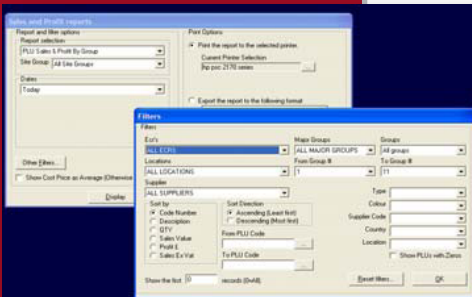 Sales and Profit reports
Report and filter options
Report selection
PLU Sales & Profit By Group
Site Group: All Site Groups
Dates
Today
Other Filters...
Show Cost Price as Average (Otherwise
Display
Print Options
Print the report to the selected printer.
Current Printer Selection
hp psc 2170 series
...
Export the report to the following format
Filters
Filters
Ecr's
ALL ECRS
Locations
ALL LOCATIONS
Supplier
ALL SUPPLIERS
Major Groups
ALL MAJOR GROUPS
Groups
All groups
From Group #
1
To Group #
11
Sort by
Code Number
Description
QTY
Sales Value
Profit £
Sales Ex Vat
Sort Direction
Ascending (Least first)
Descending (Most first)
From PLU Code
...
To PLU Code
...
Type
Colour
Supplier Code
Country
Location
Show PLUs with Zeros
Show the first 0 records (0=All).
Reset filters...
OK